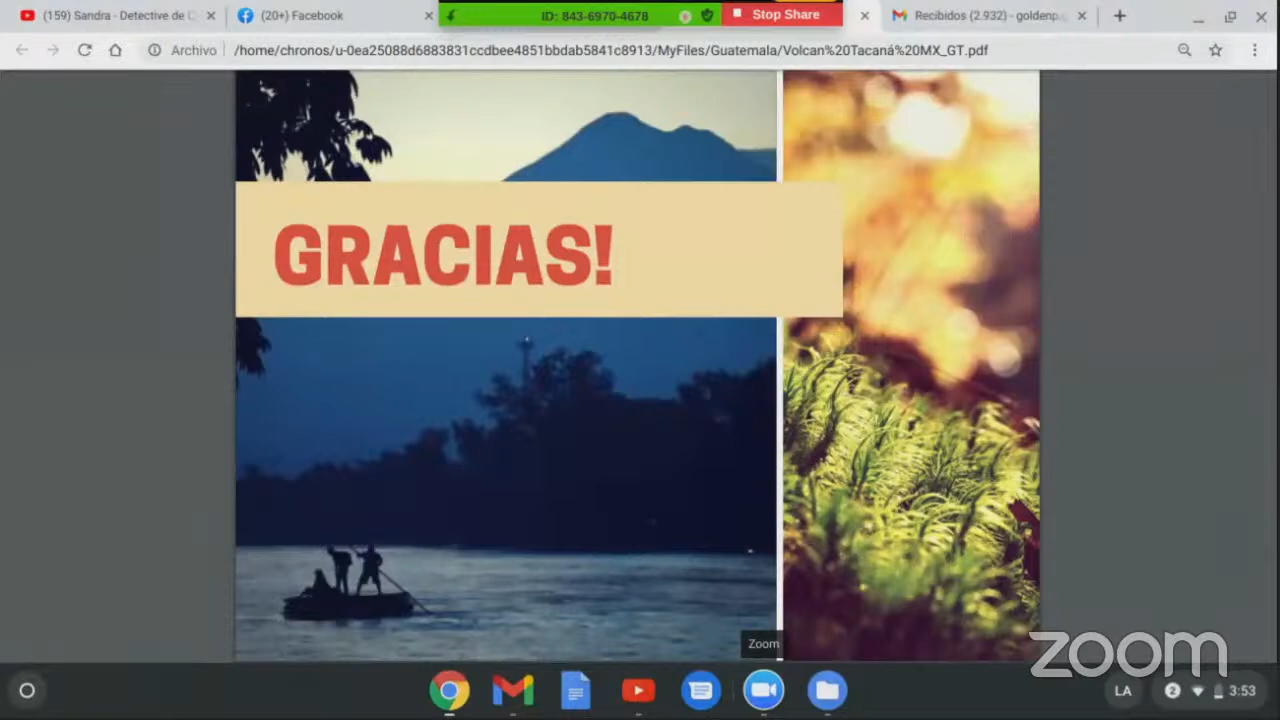 (159) Sandra - Detective de C
(20+) Facebook
ID: 843-6970-4678
Stop Share
Recibidos (2.932) - goldenp
Archivo
/home/chronos/u-0ea25088d6883831ccdbee4851bbdab5841c8913/MyFiles/Guatemala/Volcan%20Tacaná%20MX_GT.pdf
GRACIAS!
Zoom
zoom
LA
2
3:53